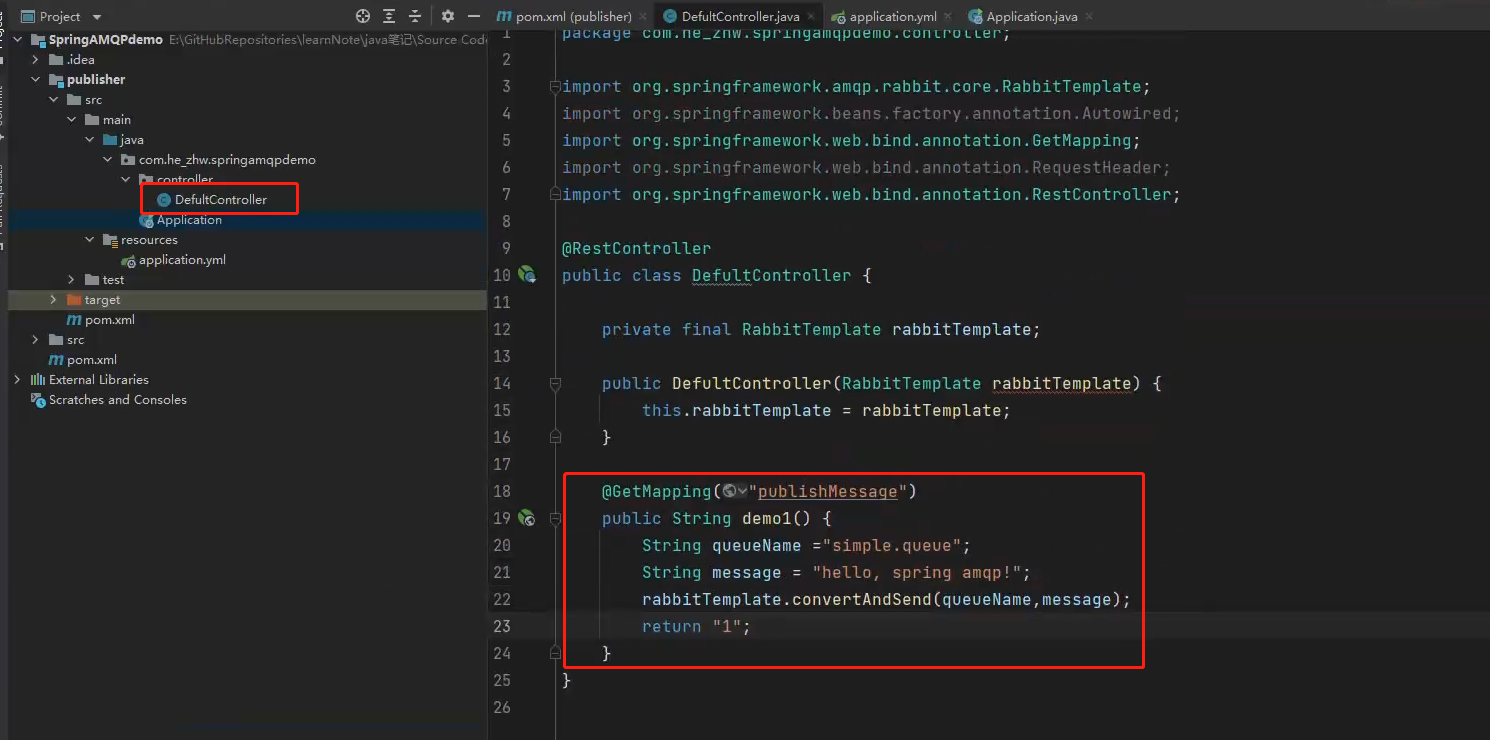 Project
pom.xml (publisher)
DefultController.java
application.yml
Application.java
SpringAMQPdemo E:\GitHubRepositories\learnNote\java笔记\Source Code
.idea
publisher
src
main
java
com.he_zhw.springamqpdemo
controller
DefultController
Application
resources
application.yml
test
target
pom.xml
src
pom.xml
External Libraries
Scratches and Consoles
1 package com.he_zhw.springamqpdemo.controller;
2
3 import org.springframework.amqp.rabbit.core.RabbitTemplate;
4 import org.springframework.beans.factory.annotation.Autowired;
5 import org.springframework.web.bind.annotation.GetMapping;
6 import org.springframework.web.bind.annotation.RequestHeader;
7 import org.springframework.web.bind.annotation.RestController;
8
9 @RestController
10 public class DefultController {
11
12 private final RabbitTemplate rabbitTemplate;
13
14 public DefultController(RabbitTemplate rabbitTemplate) {
15 this.rabbitTemplate = rabbitTemplate;
16 }
17
18 @GetMapping("publishMessage")
19 public String demo1() {
20 String queueName ="simple.queue";
21 String message = "hello, spring amqp!";
22 rabbitTemplate.convertAndSend(queueName,message);
23 return "1";
24 }
25 }
26